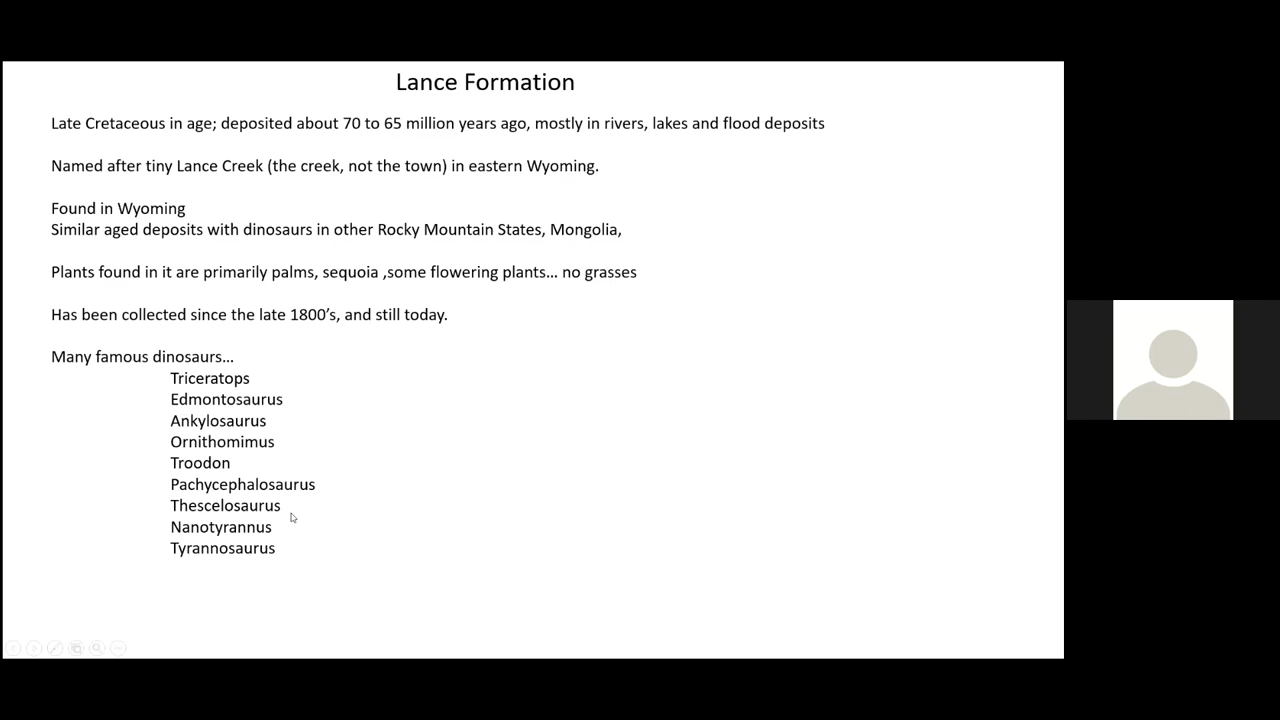 Lance Formation
Late Cretaceous in age; deposited about 70 to 65 million years ago, mostly in rivers, lakes and flood deposits
Named after tiny Lance Creek (the creek, not the town) in eastern Wyoming.
Found in Wyoming
Similar aged deposits with dinosaurs in other Rocky Mountain States, Mongolia,
Plants found in it are primarily palms, sequoia ,some flowering plants... no grasses
Has been collected since the late 1800’s, and still today.
Many famous dinosaurs...
Triceratops
Edmontosaurus
Ankylosaurus
Ornithomimus
Troodon
Pachycephalosaurus
Thescelosaurus
Nanotyrannus
Tyrannosaurus